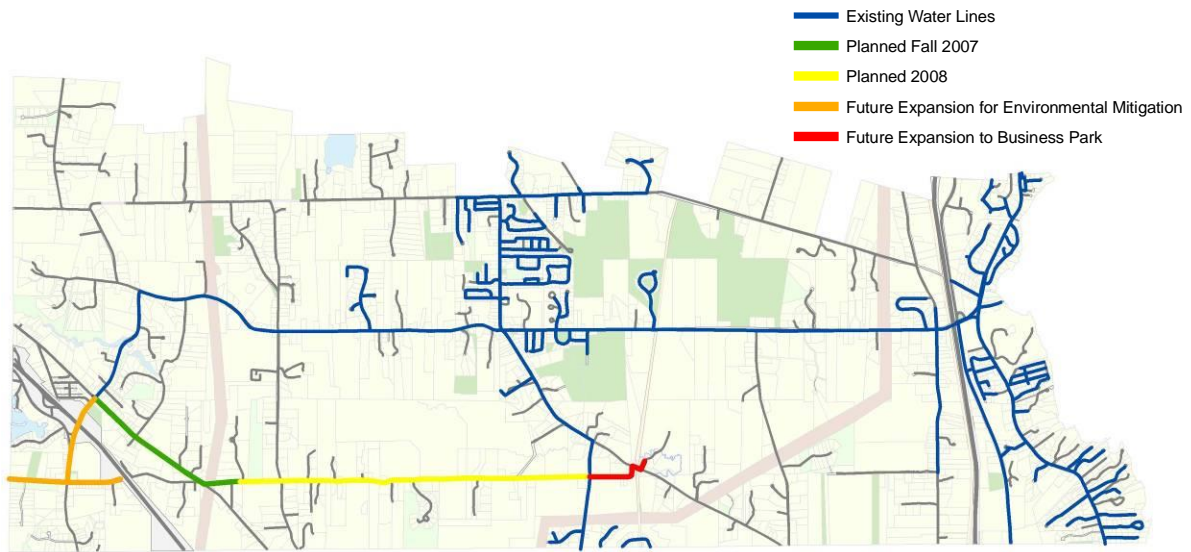 Existing Water Lines
Planned Fall 2007
Planned 2008
Future Expansion for Environmental Mitigation
Future Expansion to Business Park